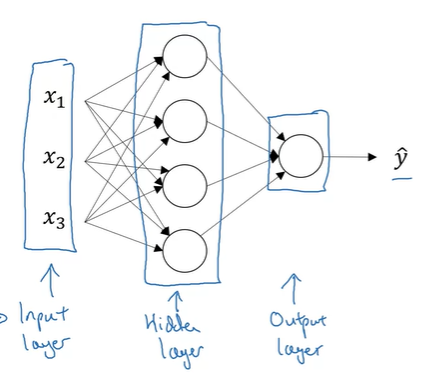 x₁
x₂
x₃
ŷ
Input
layer
Hidden
layer
Output
layer